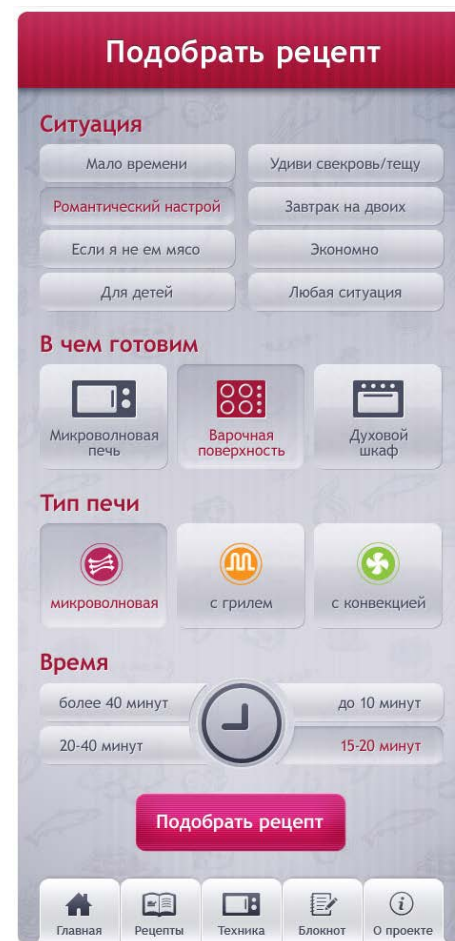 Подобрать рецепт
Ситуация
Мало времени
Удиви свекровь/тещу
Романтический настрой
Завтрак на двоих
Если я не ем мясо
Экономно
Для детей
Любая ситуация
В чем готовим
Микроволновая
печь
Варочная
поверхность
Духовой
шкаф
Тип печи
микроволновая
с грилем
с конвекцией
Время
более 40 минут
до 10 минут
20-40 минут
15-20 минут
Подобрать рецепт
Главная
Рецепты
Техника
Блокнот
О проекте